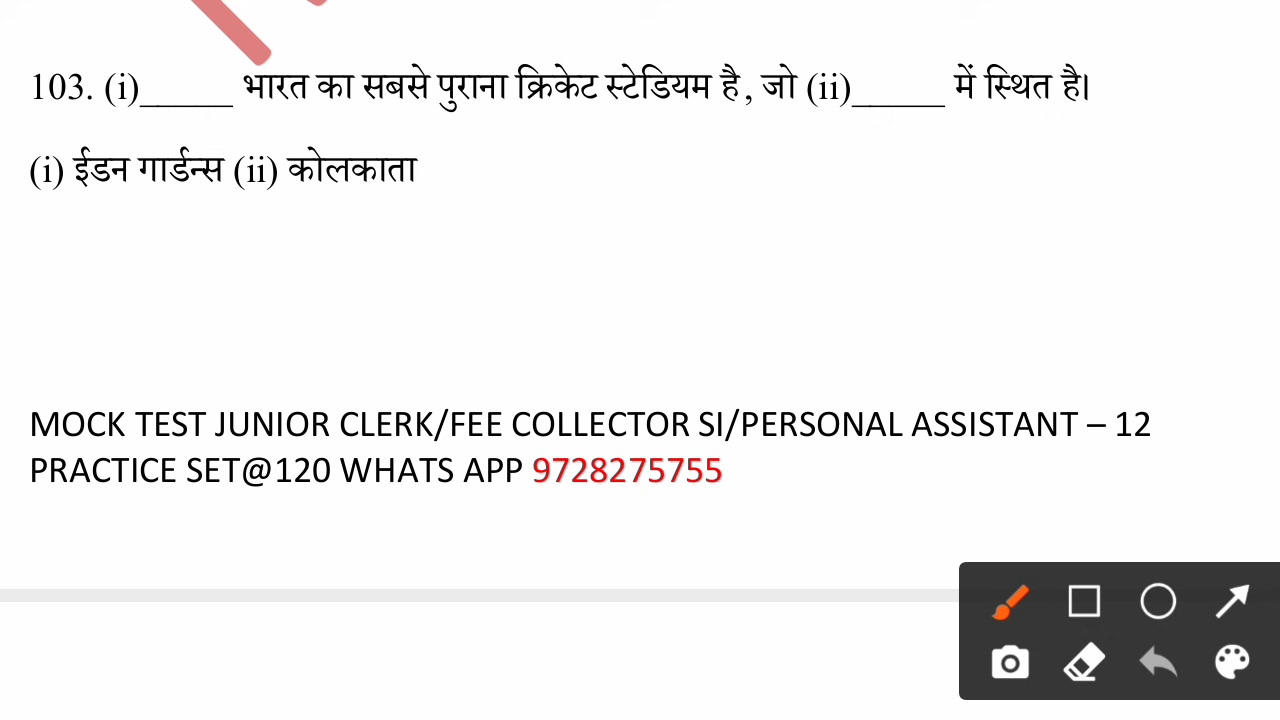 103. (i)_____ भारत का सबसे पुराना क्रिकेट स्टेडियम है, जो (ii)_____ में स्थित है।
(i) ईडन गार्डन्स (ii) कोलकाता
MOCK TEST JUNIOR CLERK/FEE COLLECTOR SI/PERSONAL ASSISTANT – 12
PRACTICE SET@120 WHATS APP 9728275755